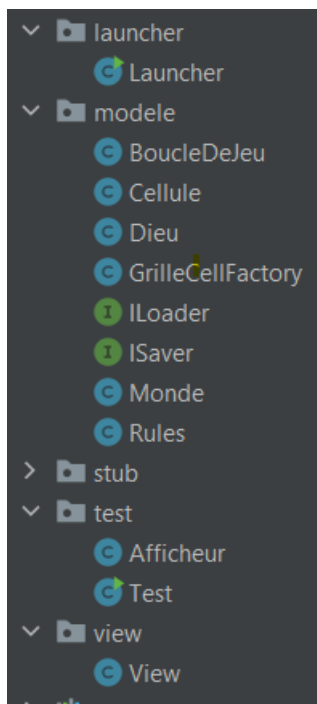 launcher
Launcher
modele
BoucleDeJeu
Cellule
Dieu
GrilleCellFactory
ILoader
ISaver
Monde
Rules
stub
test
Afficheur
Test
view
View